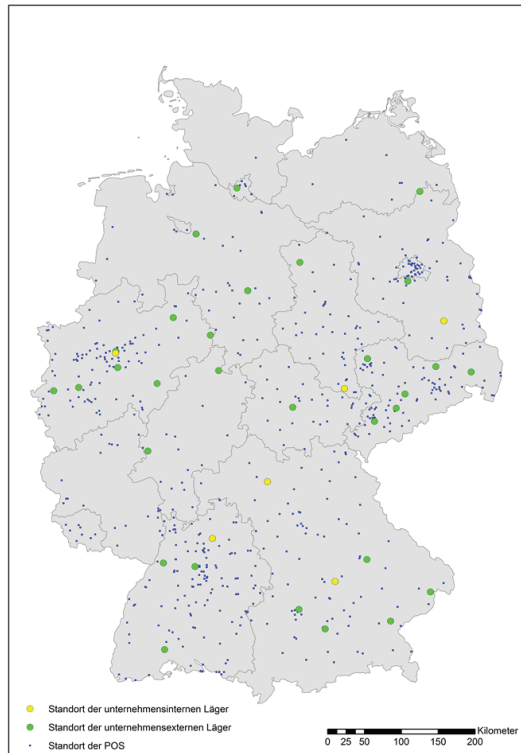 Standort der unternehmensinternen Läger
Standort der unternehmensexternen Läger
Standort der POS
Kilometer
0 25 50 100 150 200